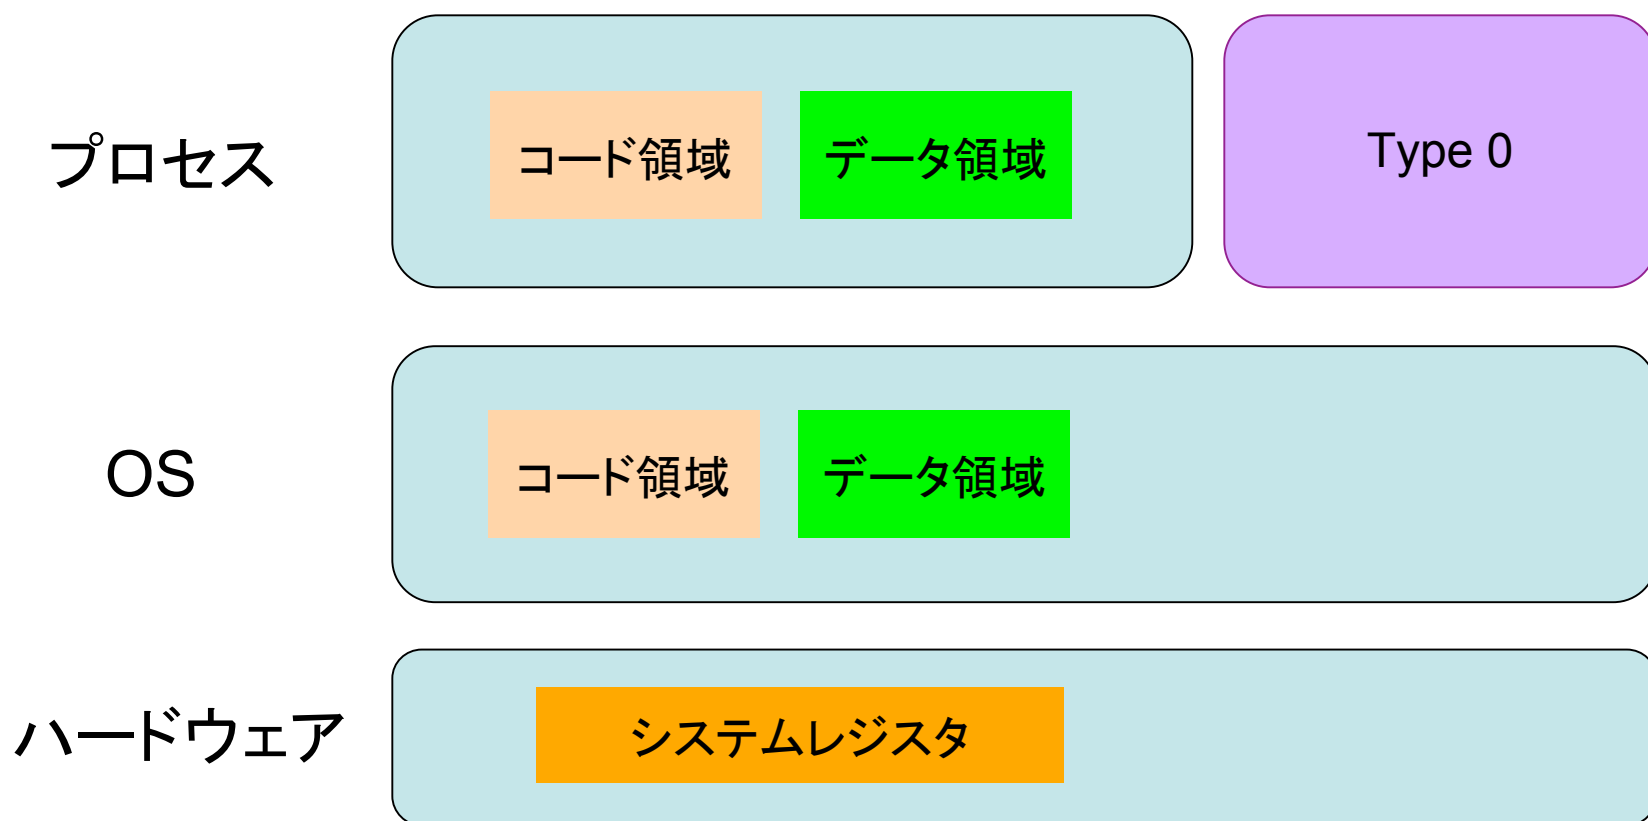 プロセス
コード領域
データ領域
Type 0
OS
コード領域
データ領域
ハードウェア
システムレジスタ